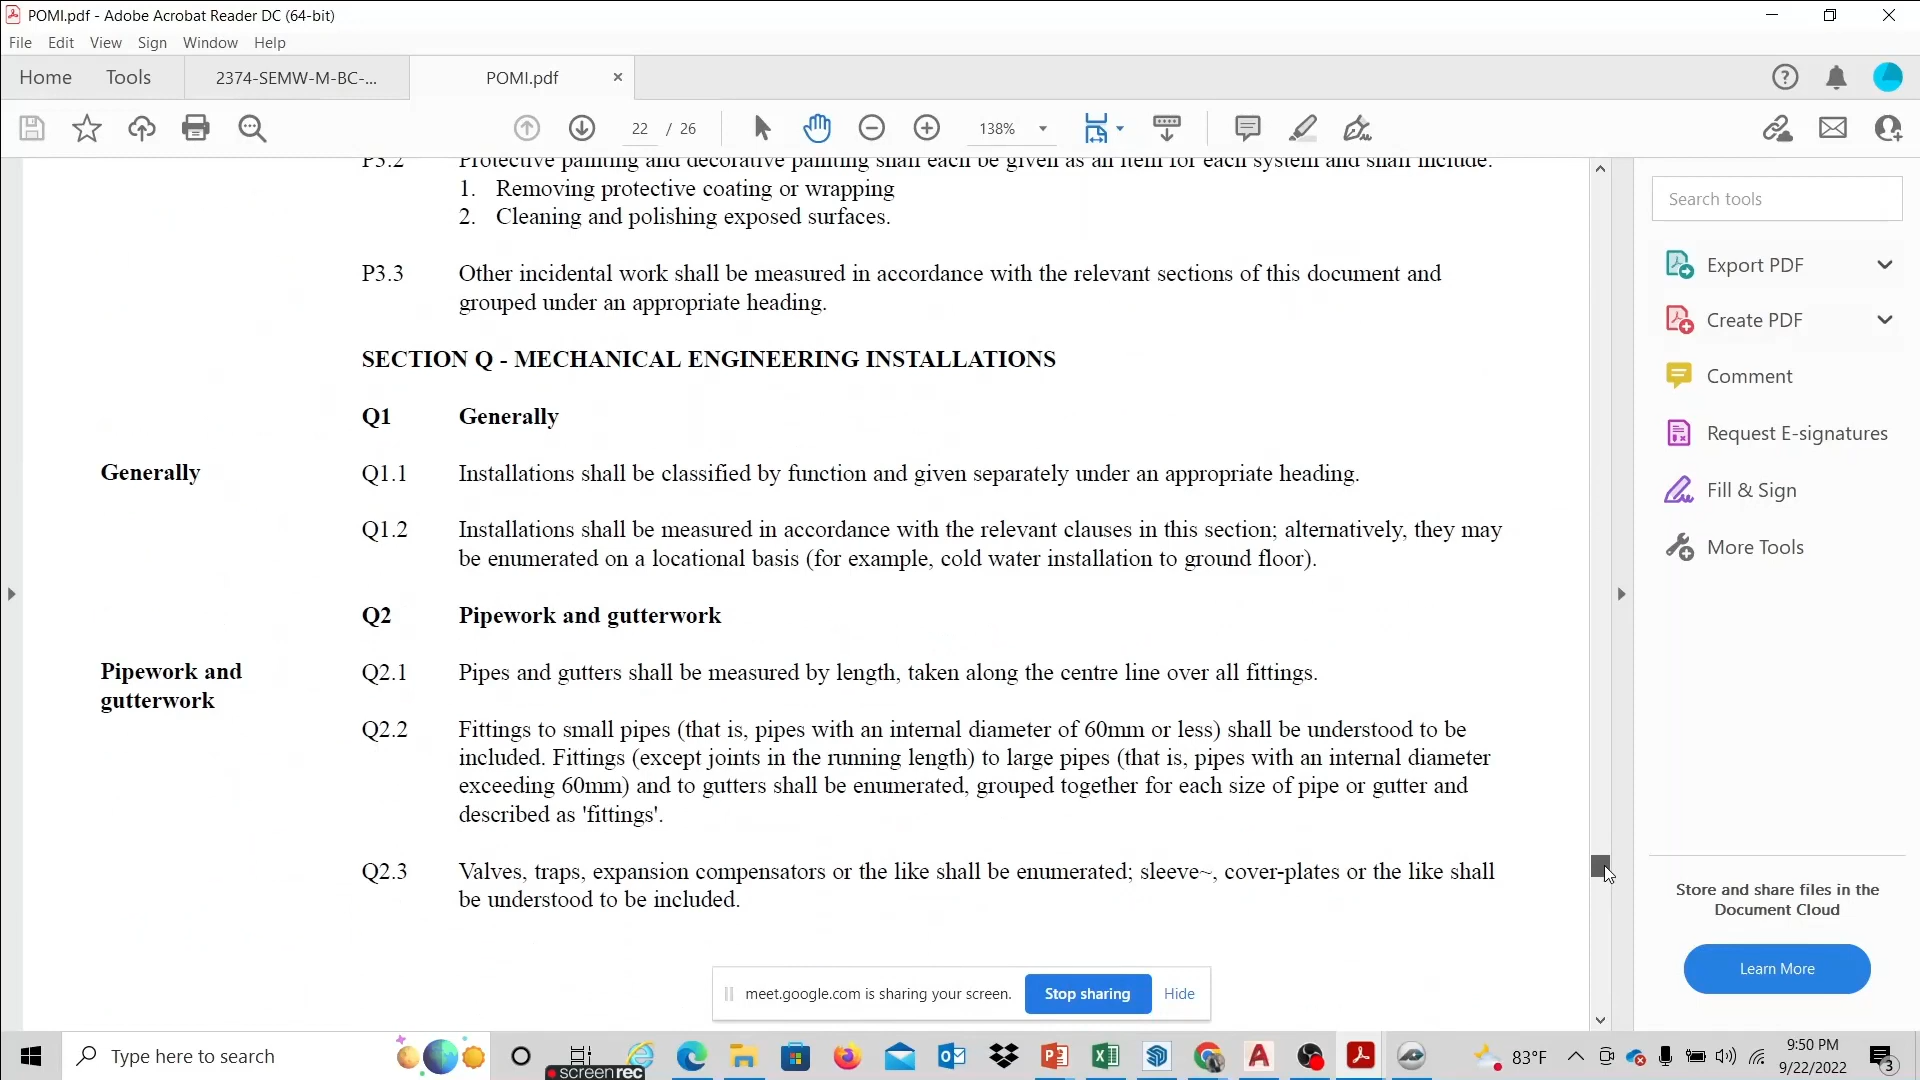 POMI.pdf - Adobe Acrobat Reader DC (64-bit)
File Edit View Sign Window Help
Home Tools 2374-SEMW-M-BC-... POMI.pdf
22 / 26 138%
P3.2 Protective painting and decorative painting shall each be given as an item for each system and shall include:
1. Removing protective coating or wrapping
2. Cleaning and polishing exposed surfaces.
P3.3 Other incidental work shall be measured in accordance with the relevant sections of this document and
grouped under an appropriate heading.
SECTION Q - MECHANICAL ENGINEERING INSTALLATIONS
Q1 Generally
Generally Q1.1 Installations shall be classified by function and given separately under an appropriate heading.
Q1.2 Installations shall be measured in accordance with the relevant clauses in this section; alternatively, they may
be enumerated on a locational basis (for example, cold water installation to ground floor).
Q2 Pipework and gutterwork
Pipework and
gutterwork
Q2.1 Pipes and gutters shall be measured by length, taken along the centre line over all fittings.
Q2.2 Fittings to small pipes (that is, pipes with an internal diameter of 60mm or less) shall be understood to be
included. Fittings (except joints in the running length) to large pipes (that is, pipes with an internal diameter
exceeding 60mm) and to gutters shall be enumerated, grouped together for each size of pipe or gutter and
described as 'fittings'.
Q2.3 Valves, traps, expansion compensators or the like shall be enumerated; sleeve~, cover-plates or the like shall
be understood to be included.
Search tools
Export PDF
Create PDF
Comment
Request E-signatures
Fill & Sign
More Tools
Store and share files in the
Document Cloud
Learn More
meet.google.com is sharing your screen. Stop sharing Hide
Type here to search
screenrec
83°F
9:50 PM
9/22/2022
3